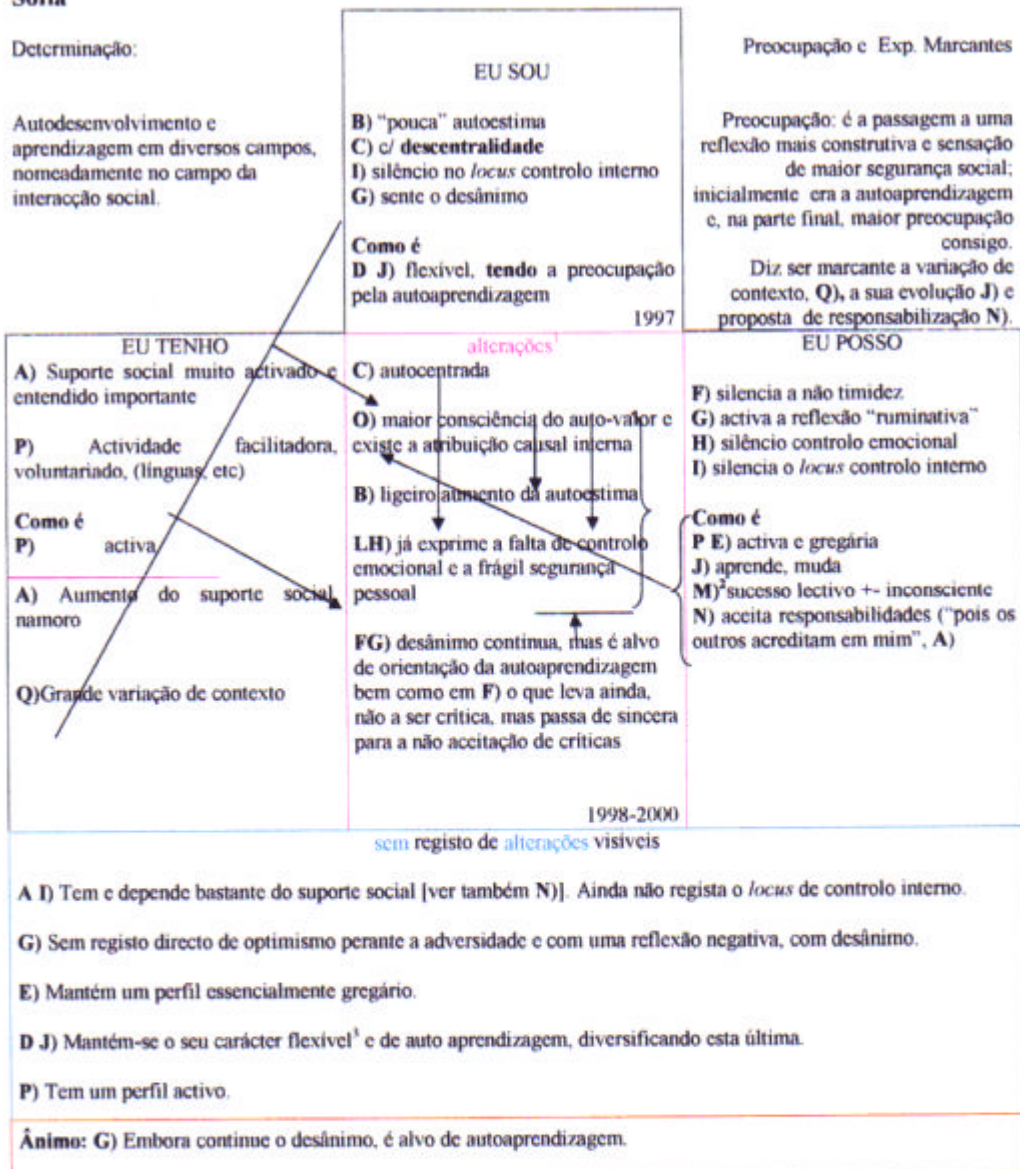 Sofia
Determinação:
Autodesenvolvimento e
aprendizagem em diversos campos,
nomeadamente no campo da
interacção social.
EU SOU
B) “pouca” autoestima
C) c/ descentralidade
I) silêncio no locus controlo interno
G) sente o desânimo
Como é
D J) flexível, tendo a preocupação
pela autoaprendizagem
1997
Preocupação e Exp. Marcantes
Preocupação: é a passagem a uma
reflexão mais construtiva e sensação
de maior segurança social;
inicialmente era a autoaprendizagem
e, na parte final, maior preocupação
consigo.
Diz ser marcante a variação de
contexto, Q), a sua evolução J) e
proposta de responsabilização N).
EU TENHO
A) Suporte social muito activado e
entendido importante
P) Actividade facilitadora,
voluntariado, (línguas, etc)
Como é
P) activa
A) Aumento do suporte social,
namoro
Q)Grande variação de contexto
alterações1
C) autocentrada
O) maior consciência do auto-valor e
existe a atribuição causal interna
B) ligeiro aumento da autoestima
LH) já exprime a falta de controlo
emocional e a frágil segurança
pessoal
FG) desânimo continua, mas é alvo
de orientação da autoaprendizagem
bem como em F) o que leva ainda,
não a ser crítica, mas passa de sincera
para a não aceitação de críticas
1998-2000
EU POSSO
F) silencia a não timidez
G) activa a reflexão “ruminativa”
H) silêncio controlo emocional
I) silencia o locus controlo interno
Como é
P E) activa e gregária
J) aprende, muda
M)2sucesso lectivo +- inconsciente
N) aceita responsabilidades (“pois os
outros acreditam em mim”, A)
sem registo de alterações visíveis
A I) Tem e depende bastante do suporte social [ver também N)]. Ainda não regista o locus de controlo interno.
G) Sem registo directo de optimismo perante a adversidade e com uma reflexão negativa, com desânimo.
E) Mantém um perfil essencialmente gregário.
D J) Mantém-se o seu carácter flexível3 e de auto aprendizagem, diversificando esta última.
P) Tem um perfil activo.
Ânimo: G) Embora continue o desânimo, é alvo de autoaprendizagem.